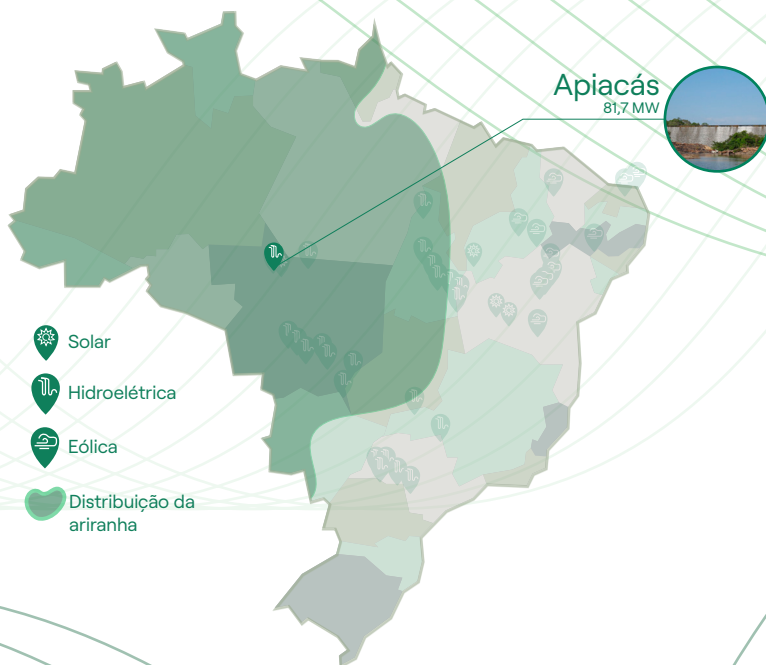 Apiacás
81,7 MW
Solar
Hidroelétrica
Eólica
Distribuição da
ariranha